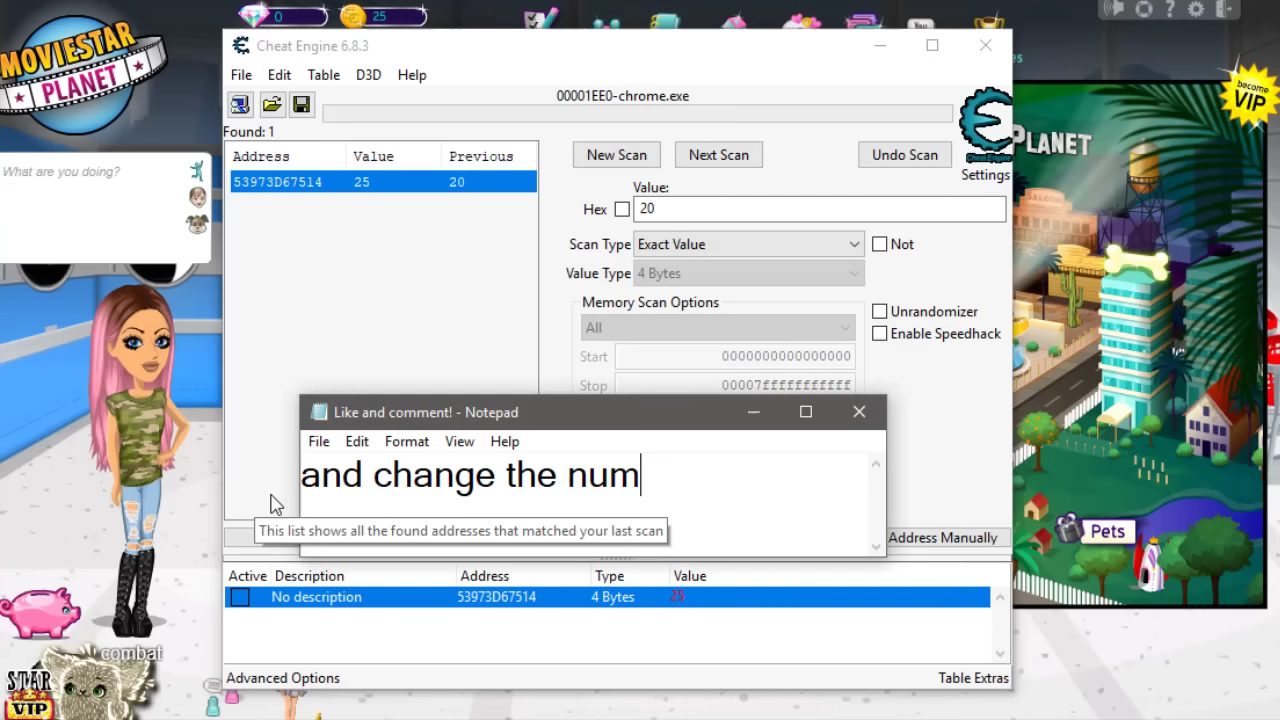 0
25
You
MOVIESTAR
PLANET
become
VIP
PLANET
SALOON
What are you doing?
Cheat Engine 6.8.3
File Edit Table D3D Help
00001EE0-chrome.exe
Found: 1
Address Value Previous
53973D67514 25 20
New Scan Next Scan Undo Scan
Cheat Engine
Settings
Value:
Hex 20
Scan Type Exact Value Not
Value Type 4 Bytes
Memory Scan Options
All
Unrandomizer
Enable Speedhack
Start 0000000000000000
Stop 00007fffffffffff
Like and comment! - Notepad
File Edit Format View Help
and change the num
This list shows all the found addresses that matched your last scan
Address Manually
Active Description Address Type Value
No description 53973D67514 4 Bytes 25
Advanced Options Table Extras
Pets
combat
STAR
VIP